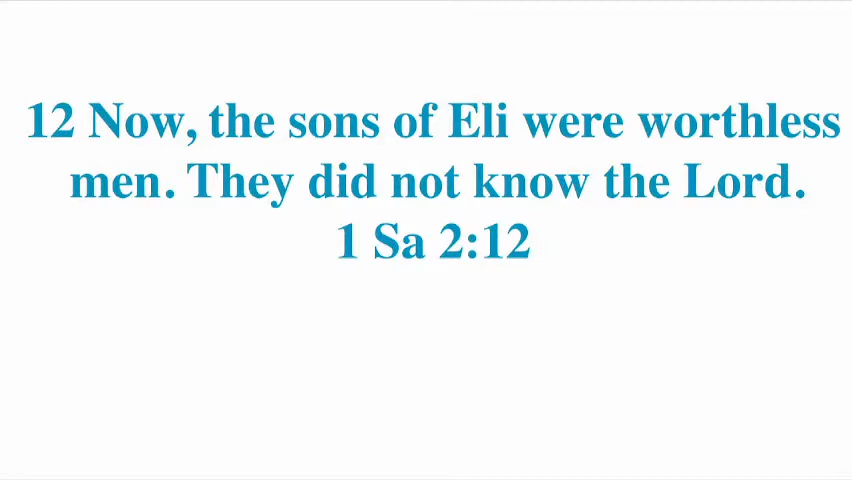 12 Now, the sons of Eli were worthless
men. They did not know the Lord.
1 Sa 2:12